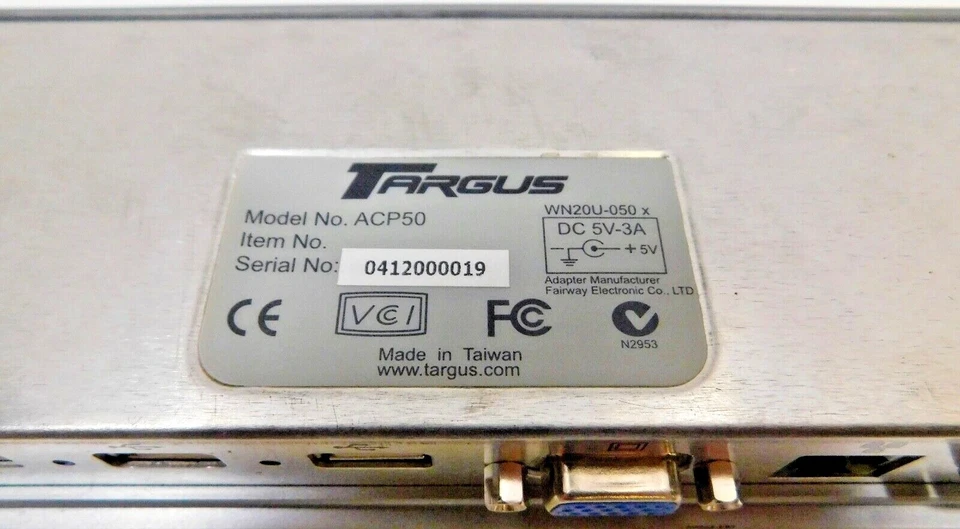 TARGUS
Model No. ACP50
Item No.
Serial No: 0412000019
WN20U-050 x
DC 5V-3A
+ 5V
Adapter Manufacturer
Fairway Electronic Co., LTD
CE
VCI
FC
N2953
Made in Taiwan
www.targus.com